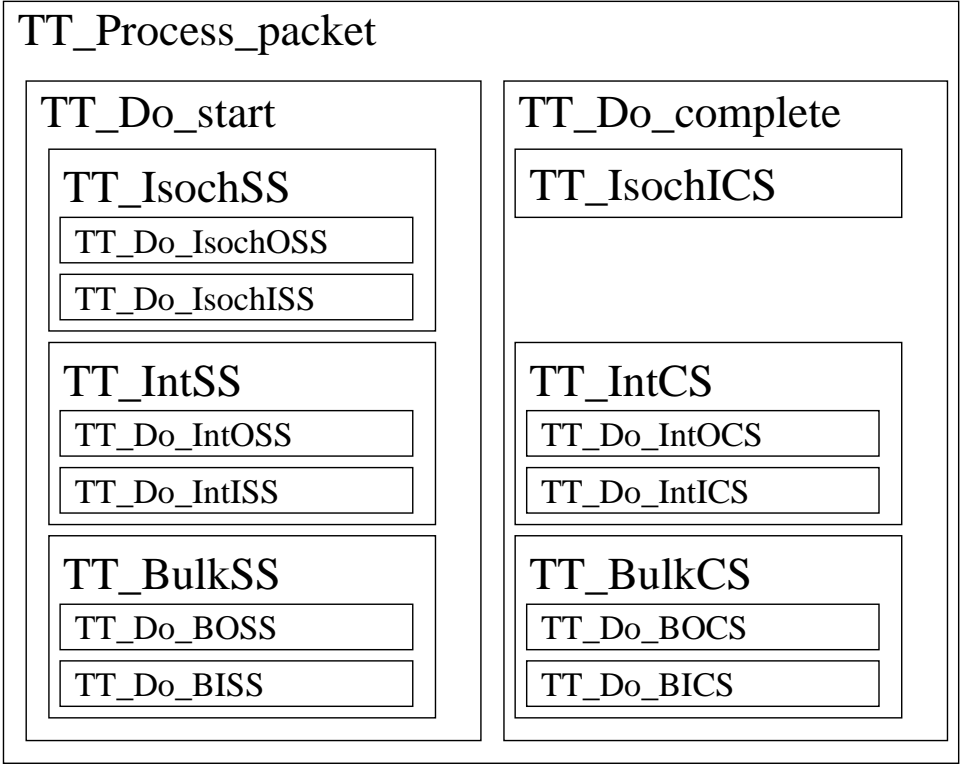 TT_Process_packet
TT_Do_start
TT_IsochSS
TT_Do_IsochOSS
TT_Do_IsochISS
TT_IntSS
TT_Do_IntOSS
TT_Do_IntISS
TT_BulkSS
TT_Do_BOSS
TT_Do_BISS
TT_Do_complete
TT_IsochICS
TT_IntCS
TT_Do_IntOCS
TT_Do_IntICS
TT_BulkCS
TT_Do_BOCS
TT_Do_BICS